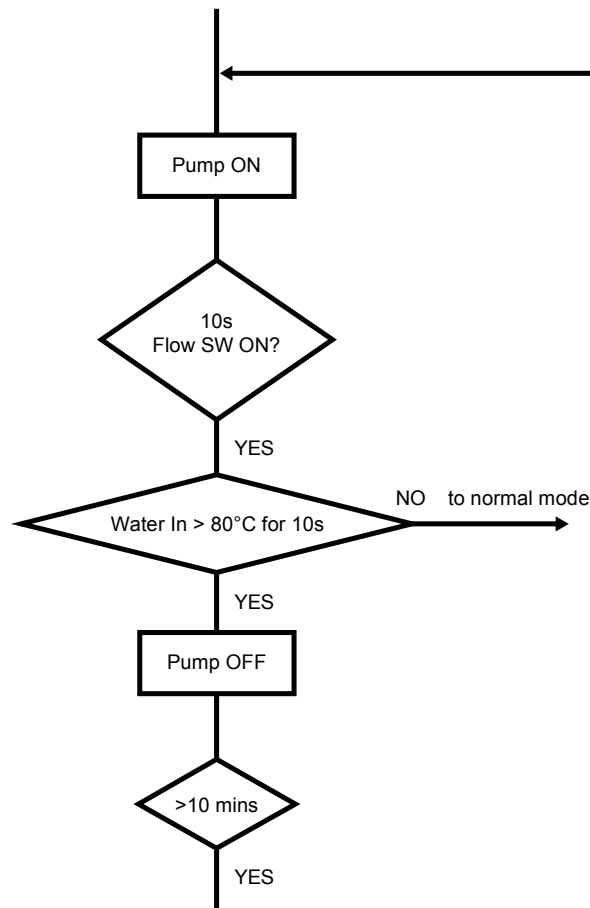 Pump ON
10s
Flow SW ON?
YES
NO to normal mode
Water In > 80°C for 10s
YES
Pump OFF
>10 mins
YES